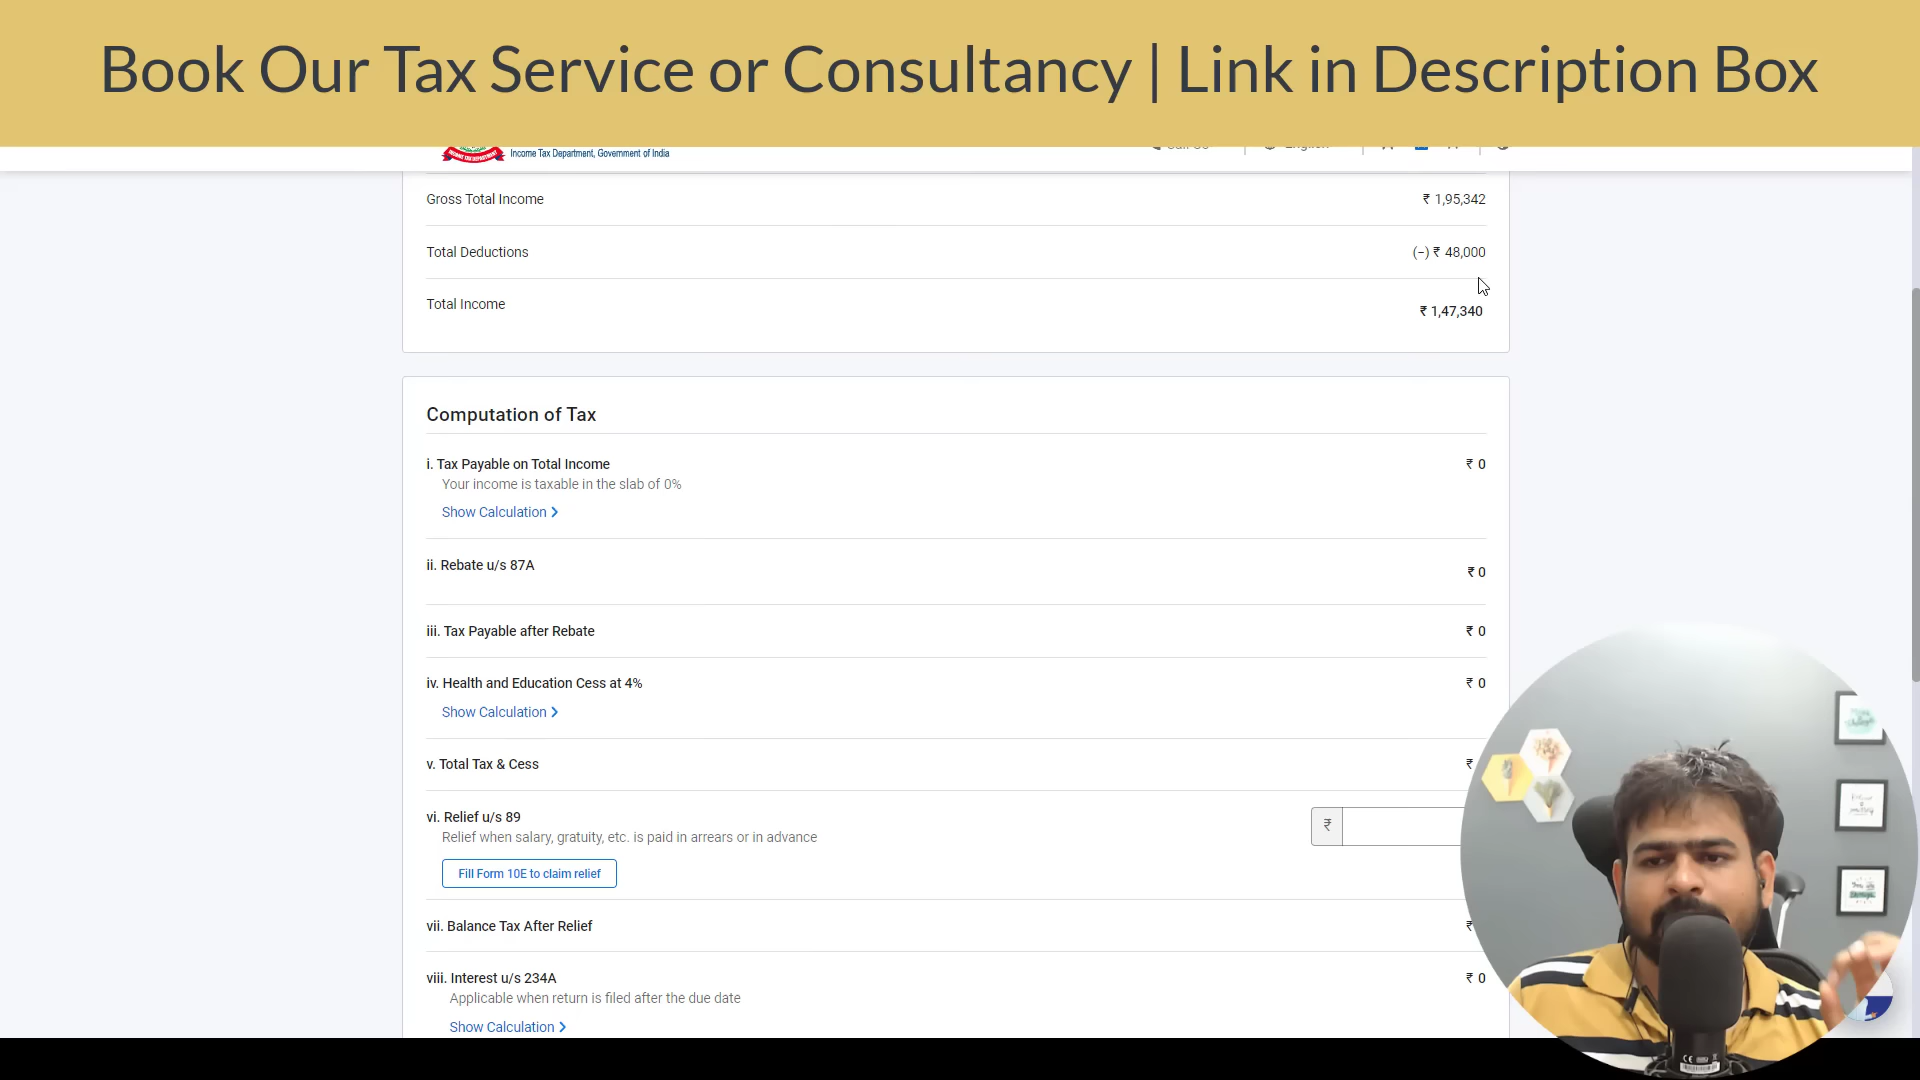 Book Our Tax Service or Consultancy | Link in Description Box
Income Tax Department, Government of India
Gross Total Income ₹ 1,95,342
Total Deductions (-) ₹ 48,000
Total Income ₹ 1,47,340
Computation of Tax
i. Tax Payable on Total Income ₹ 0
Your income is taxable in the slab of 0%
Show Calculation >
ii. Rebate u/s 87A ₹ 0
iii. Tax Payable after Rebate ₹ 0
iv. Health and Education Cess at 4% ₹ 0
Show Calculation >
v. Total Tax & Cess ₹
vi. Relief u/s 89 ₹
Relief when salary, gratuity, etc. is paid in arrears or in advance
Fill Form 10E to claim relief
vii. Balance Tax After Relief ₹
viii. Interest u/s 234A ₹ 0
Applicable when return is filed after the due date
Show Calculation >